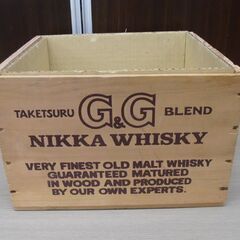 TAKETSURU G&G BLEND
NIKKA WHISKY
VERY FINEST OLD MALT WHISKY
GUARANTEED MATURED
IN WOOD AND PRODUCED
BY OUR OWN EXPERTS.